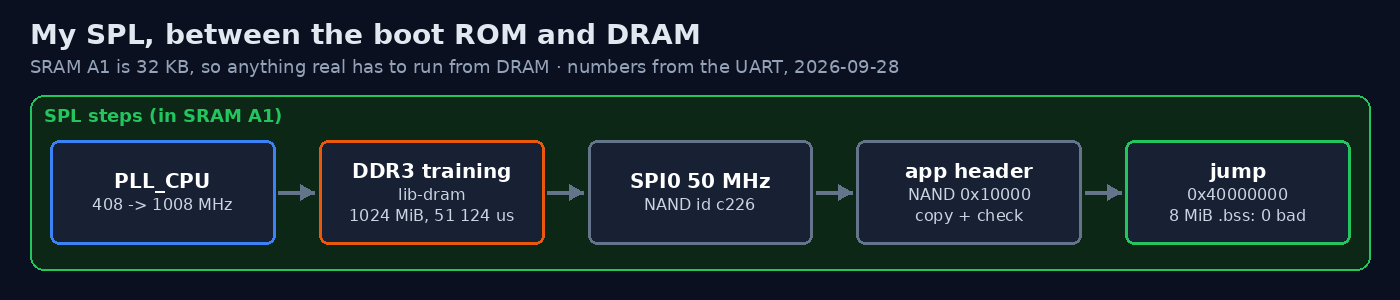 My SPL, between the boot ROM and DRAM
SRAM A1 is 32 KB, so anything real has to run from DRAM · numbers from the UART, 2026-09-28
SPL steps (in SRAM A1)
PLL_CPU
408 -> 1008 MHz
DDR3 training
lib-dram
1024 MiB, 51 124 us
SPI0 50 MHz
NAND id c226
app header
NAND 0x10000
copy + check
jump
0x40000000
8 MiB .bss: 0 bad